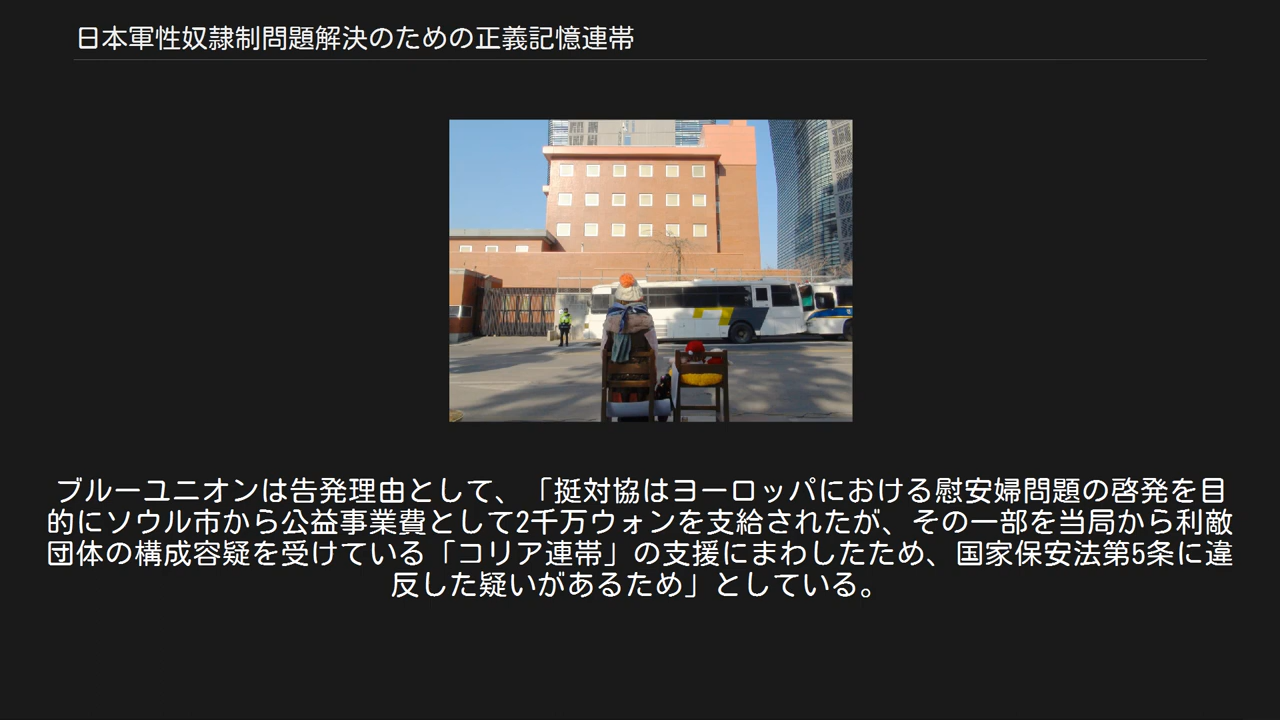 日本軍性奴隷制問題解決のための正義記憶連帯
ブルーユニオンは告発理由として、「挺対協はヨーロッパにおける慰安婦問題の啓発を目
的にソウル市から公益事業費として2千万ウォンを支給されたが、その一部を当局から利敵
団体の構成容疑を受けている「コリア連帯」の支援にまわしたため、国家保安法第5条に違
反した疑いがあるため」としている。